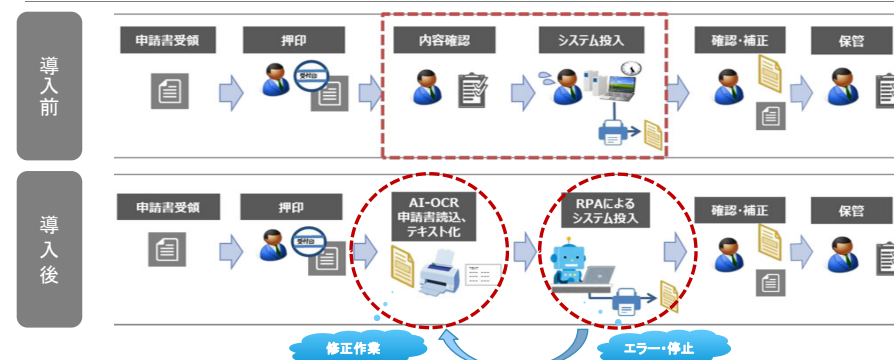 導入前
申請書受領
押印
内容確認
システム投入
確認・補正
保管
受付台
導入後
申請書受領
押印
AI-OCR
申請書読込、
テキスト化
RPAによる
システム投入
確認・補正
保管
受付台
修正作業
エラー・停止